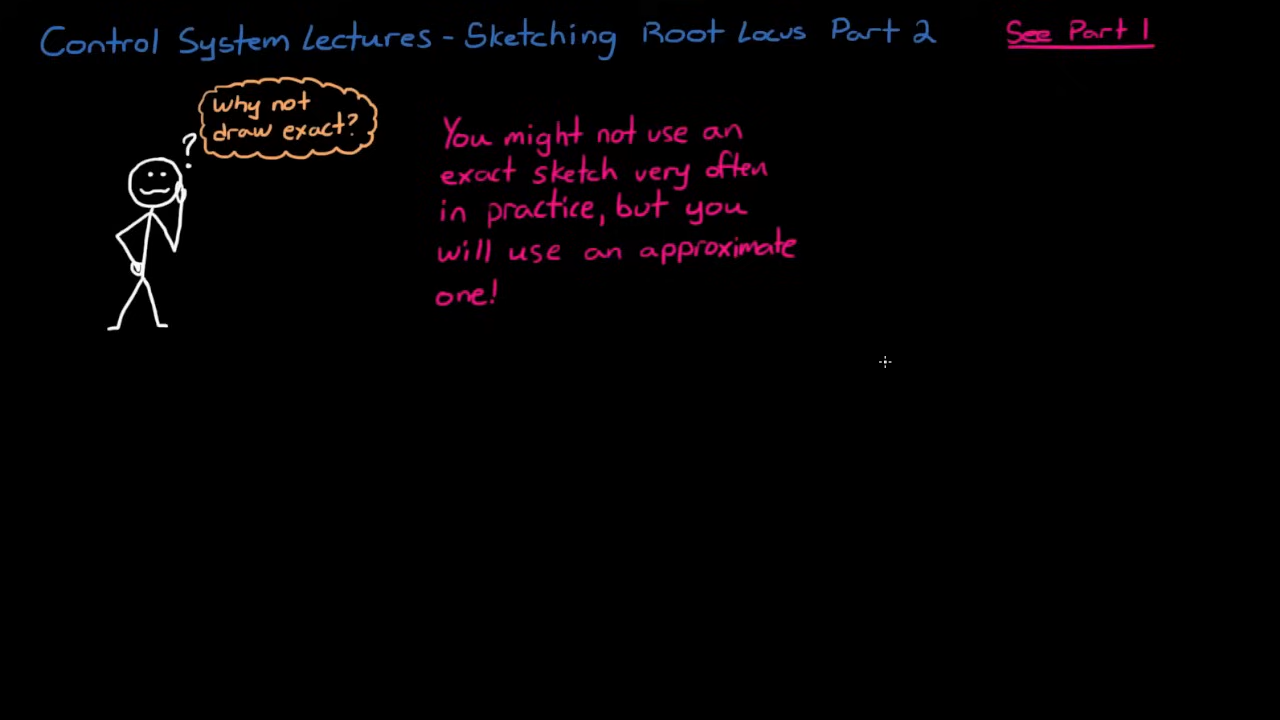 Control System Lectures - Sketching Root Locus Part 2
See Part 1
Why not
draw exact?
?
You might not use an
exact sketch very often
in practice, but you
will use an approximate
one!